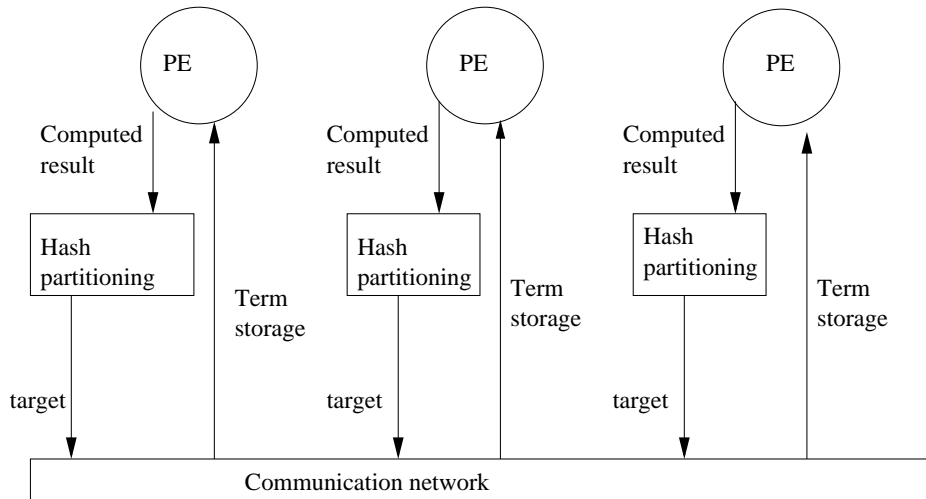 PE
PE
PE
Computed
result
Computed
result
Computed
result
Hash
partitioning
Hash
partitioning
Hash
partitioning
Term
storage
Term
storage
Term
storage
target
target
target
Communication network